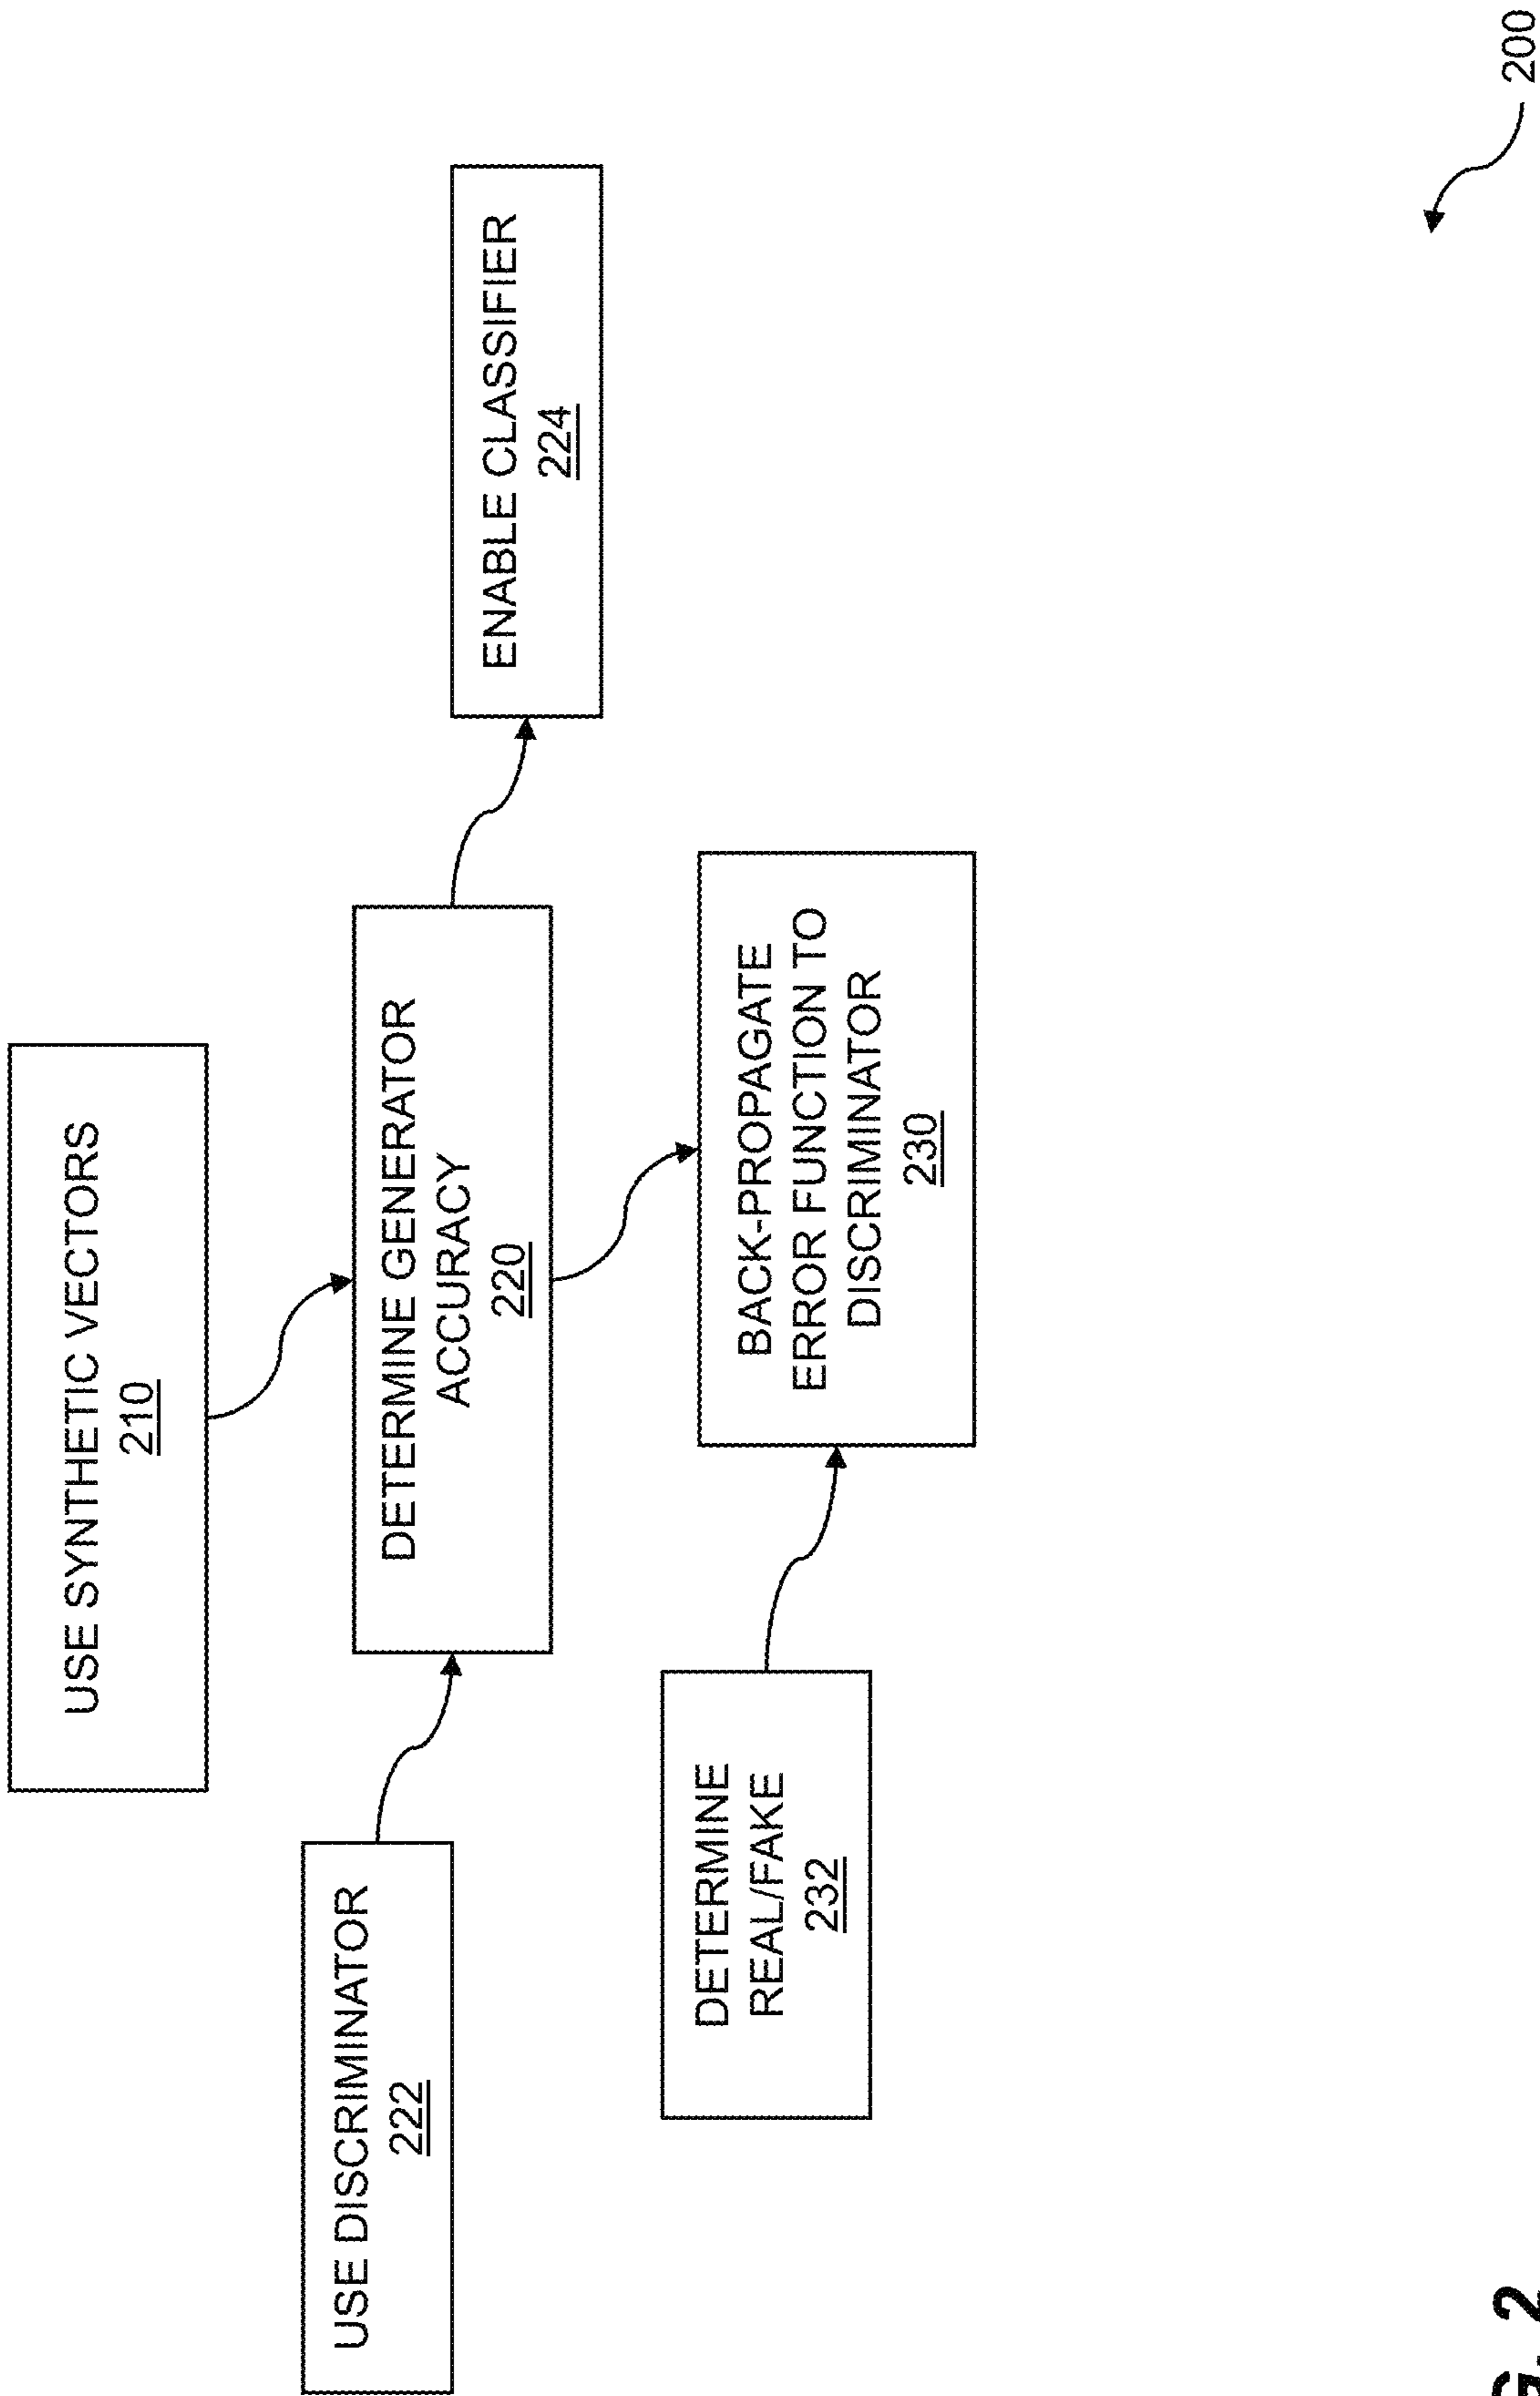 USE SYNTHETIC VECTORS
210
USE DISCRIMINATOR
222
DETERMINE GENERATOR
ACCURACY
220
ENABLE CLASSIFIER
224
DETERMINE
REAL/FAKE
232
BACK-PROPAGATE
ERROR FUNCTION TO
DISCRIMINATOR
230
200
G. 2